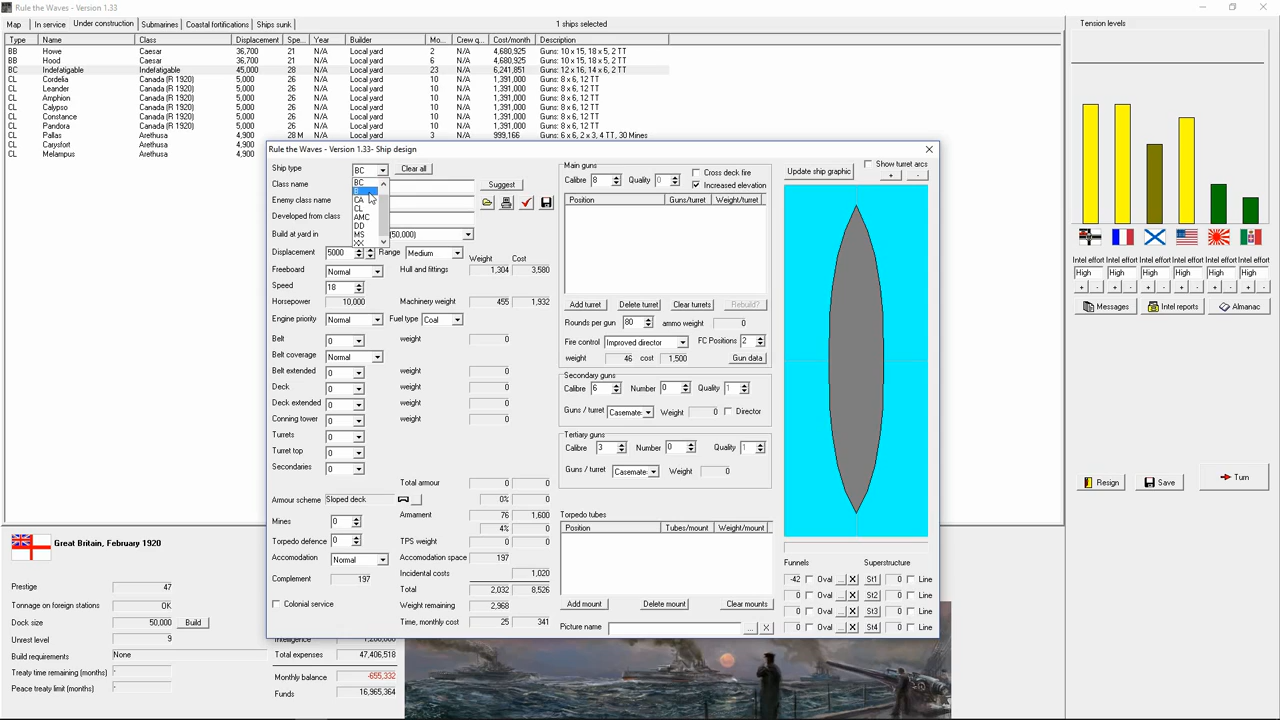 Rule the Waves - Version 1.33
Map In service Under construction Submarines Coastal fortifications Ships sunk 1 ships selected
Type Name Class Displacement Spe... Year Builder Mo... Crew q... Cost/month Description
BB Howe Caesar 36,700 21 N/A Local yard 2 N/A 4,680,925 Guns: 10 x 15, 18 x 5, 2 TT
BB Hood Caesar 36,700 21 N/A Local yard 6 N/A 4,680,925 Guns: 10 x 15, 18 x 5, 2 TT
BC Indefatigable Indefatigable 45,000 28 N/A Local yard 23 N/A 6,241,851 Guns: 12 x 16, 14 x 6, 2 TT
CL Cordelia Canada (R 1920) 5,000 26 N/A Local yard 10 N/A 1,391,000 Guns: 8 x 6, 12 TT
CL Leander Canada (R 1920) 5,000 26 N/A Local yard 10 N/A 1,391,000 Guns: 8 x 6, 12 TT
CL Amphion Canada (R 1920) 5,000 26 N/A Local yard 10 N/A 1,391,000 Guns: 8 x 6, 12 TT
CL Calypso Canada (R 1920) 5,000 26 N/A Local yard 10 N/A 1,391,000 Guns: 8 x 6, 12 TT
CL Constance Canada (R 1920) 5,000 26 N/A Local yard 10 N/A 1,391,000 Guns: 8 x 6, 12 TT
CL Pandora Canada (R 1920) 5,000 26 N/A Local yard 10 N/A 1,391,000 Guns: 8 x 6, 12 TT
CL Pallas Arethusa 4,900 28 M N/A Local yard 3 N/A 999,166 Guns: 6 x 6, 2 x 3, 4 TT, 30 Mines
CL Carysfort Arethusa 4,900
CL Melampus Arethusa 4,900
Rule the Waves - Version 1.33- Ship design
Ship type BC Clear all
BC
B
CA
CL
AMC
DD
MS
XX
Class name Suggest
Enemy class name
Developed from class
Build at yard in (50,000)
Displacement 5000 Range Medium Weight Cost
Freeboard Normal Hull and fittings 1,304 3,580
Speed 18
Horsepower 10,000 Machinery weight 455 1,932
Engine priority Normal Fuel type Coal
Belt 0 weight 0
Belt coverage Normal
Belt extended 0 weight 0
Deck 0 weight 0
Deck extended 0 weight 0
Conning tower 0 weight 0
Turrets 0
Turret top 0
Secondaries 0
Total armour 0 0
Armour scheme Sloped deck 0% 0
Mines 0 Armament 76 1,600
4% 0
Torpedo defence 0 TPS weight 0 0
Accomodation Normal Accomodation space 197
Complement 197 Incidental costs 1,020
Total 2,032 8,526
Colonial service Weight remaining 2,968
Time, monthly cost 25 341
Main guns
Calibre 8 Quality 0 Cross deck fire
Increased elevation
Position Guns/turret Weight/turret
Add turret Delete turret Clear turrets Rebuild?
Rounds per gun 80 ammo weight 0
Fire control Improved director FC Positions 2
weight 46 cost 1,500 Gun data
Secondary guns
Calibre 6 Number 0 Quality 1
Guns / turret Casemate: Weight 0 Director
Tertiary guns
Calibre 3 Number 0 Quality 1
Guns / turret Casemate: Weight 0
Torpedo tubes
Position Tubes/mount Weight/mount
Add mount Delete mount Clear mounts
Picture name ... X
Update ship graphic Show turret arcs
+ -
Funnels Superstructure
-42 Oval ... X St1 0 Line
0 Oval ... X St2 0 Line
0 Oval ... X St3 0 Line
0 Oval ... X St4 0 Line
Tension levels
Intel effort Intel effort Intel effort Intel effort Intel effort Intel effort
High High High High High High
+ - + - + - + - + - + -
Messages Intel reports Almanac
Resign Save Turn
Great Britain, February 1920
Prestige 47
Tonnage on foreign stations OK
Dock size 50,000 Build
Unrest level 9
Build requirements None
Treaty time remaining (months) -
Peace treaty limit (months) -
Total expenses 47,406,518
Monthly balance -655,332
Funds 16,965,364